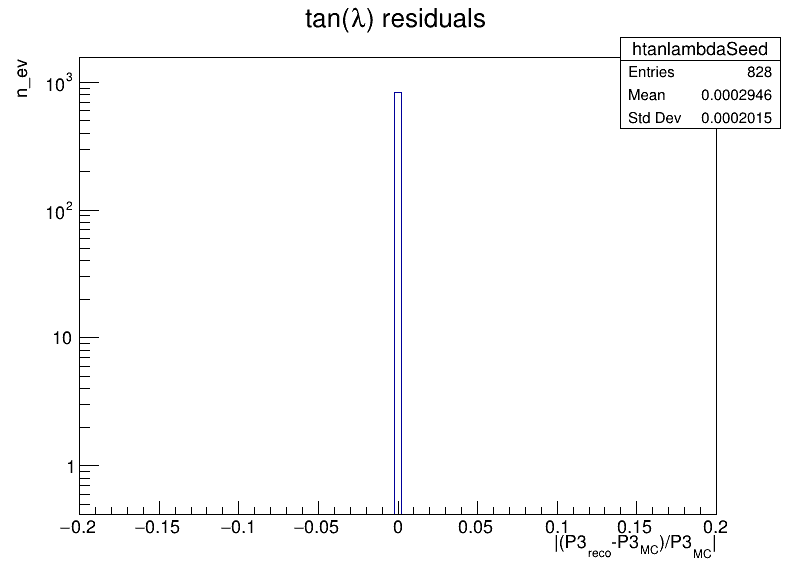 tan(λ) residuals
htanlambdaSeed
Entries 828
Mean 0.0002946
Std Dev 0.0002015
n_ev
10³
10²
10
1
−0.2 −0.15 −0.1 −0.05 0 0.05 0.1 0.15 0.2
|(P3reco-P3MC)/P3MC|